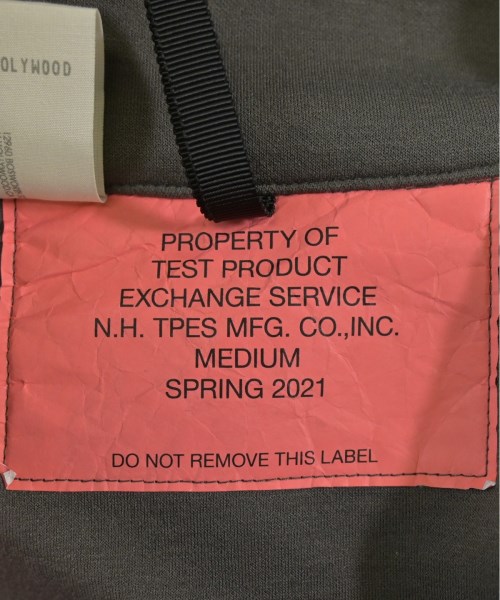 OLYWOOD
PROPERTY OF
TEST PRODUCT
EXCHANGE SERVICE
N.H. TPES MFG. CO.,INC.
MEDIUM
SPRING 2021
DO NOT REMOVE THIS LABEL